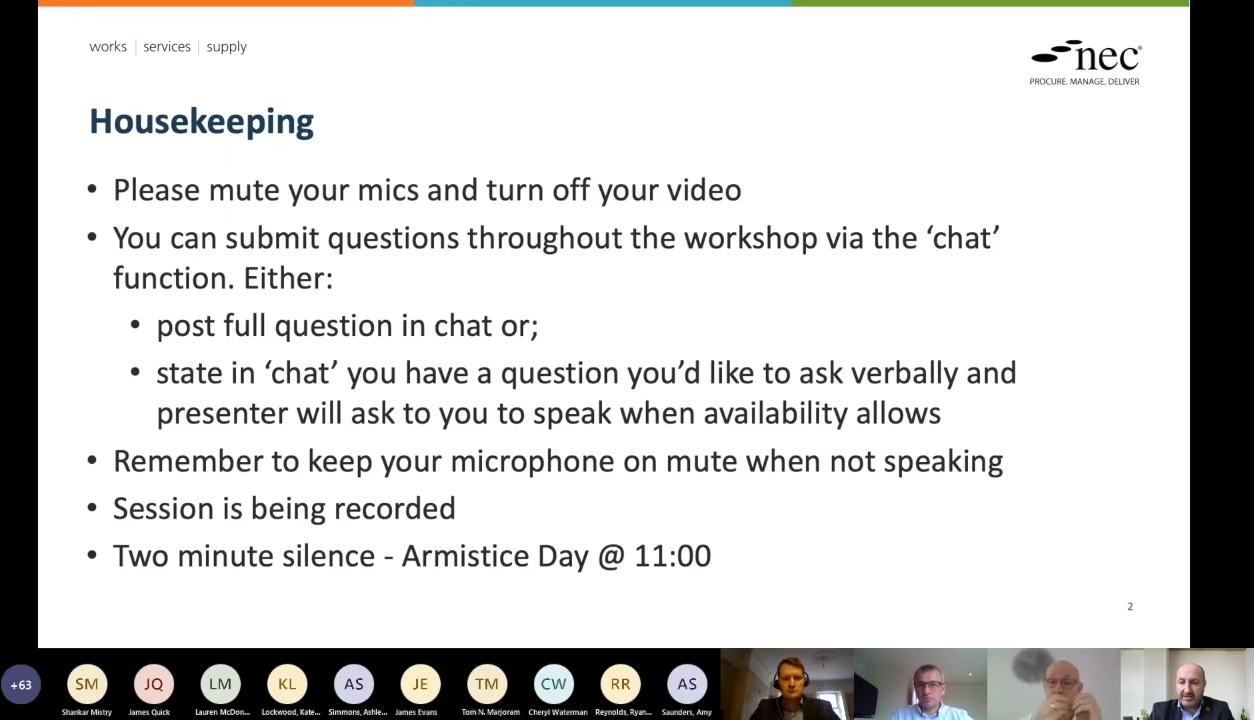 works | services | supply
nec
PROCURE. MANAGE. DELIVER
Housekeeping
• Please mute your mics and turn off your video
• You can submit questions throughout the workshop via the ‘chat’
function. Either:
• post full question in chat or;
• state in ‘chat’ you have a question you’d like to ask verbally and
presenter will ask to you to speak when availability allows
• Remember to keep your microphone on mute when not speaking
• Session is being recorded
• Two minute silence - Armistice Day @ 11:00
2
+63 SM JQ LM KL AS JE TM CW RR AS
Shankar Mistry James Quick Lauren McDon... Lockwood, Kate... Simmons, Ashle... James Evans Tom N. Marjoram Cheryl Waterman Reynolds, Ryan... Saunders, Amy